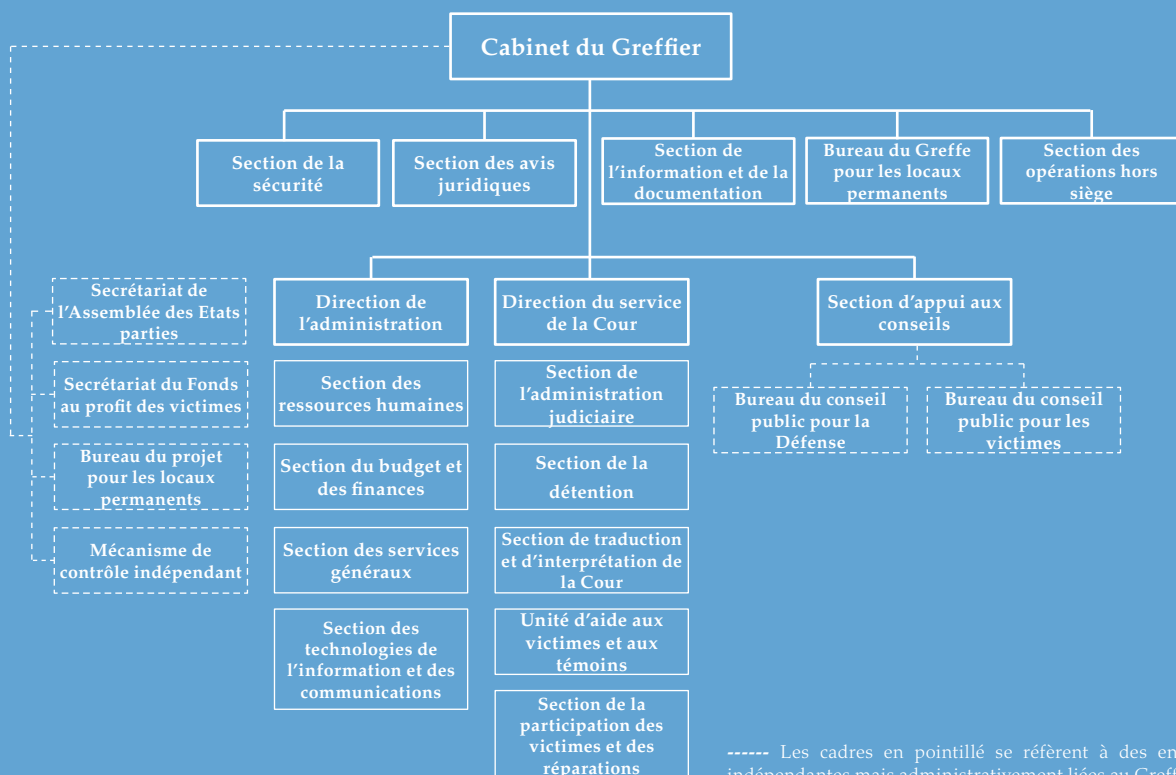 Cabinet du Greffier
Section de la
sécurité
Section des avis
juridiques
Section de
l'information et de la
documentation
Bureau du Greffe
pour les locaux
permanents
Section des
opérations hors
siège
Secrétariat de
l'Assemblée des Etats
parties
Secrétariat du Fonds
au profit des victimes
Bureau du projet
pour les locaux
permanents
Mécanisme de
contrôle indépendant
Direction de
l'administration
Section des
ressources humaines
Section du budget et
des finances
Section des services
généraux
Section des
technologies de
l'information et des
communications
Direction du service
de la Cour
Section de
l'administration
judiciaire
Section de la
détention
Section de traduction
et d'interprétation de
la Cour
Unité d'aide aux
victimes et aux
témoins
Section de la
participation des
victimes et des
réparations
Section d'appui aux
conseils
Bureau du conseil
public pour la
Défense
Bureau du conseil
public pour les
victimes
------ Les cadres en pointillé se réfèrent à des
indépendantes mais administrativement liées au